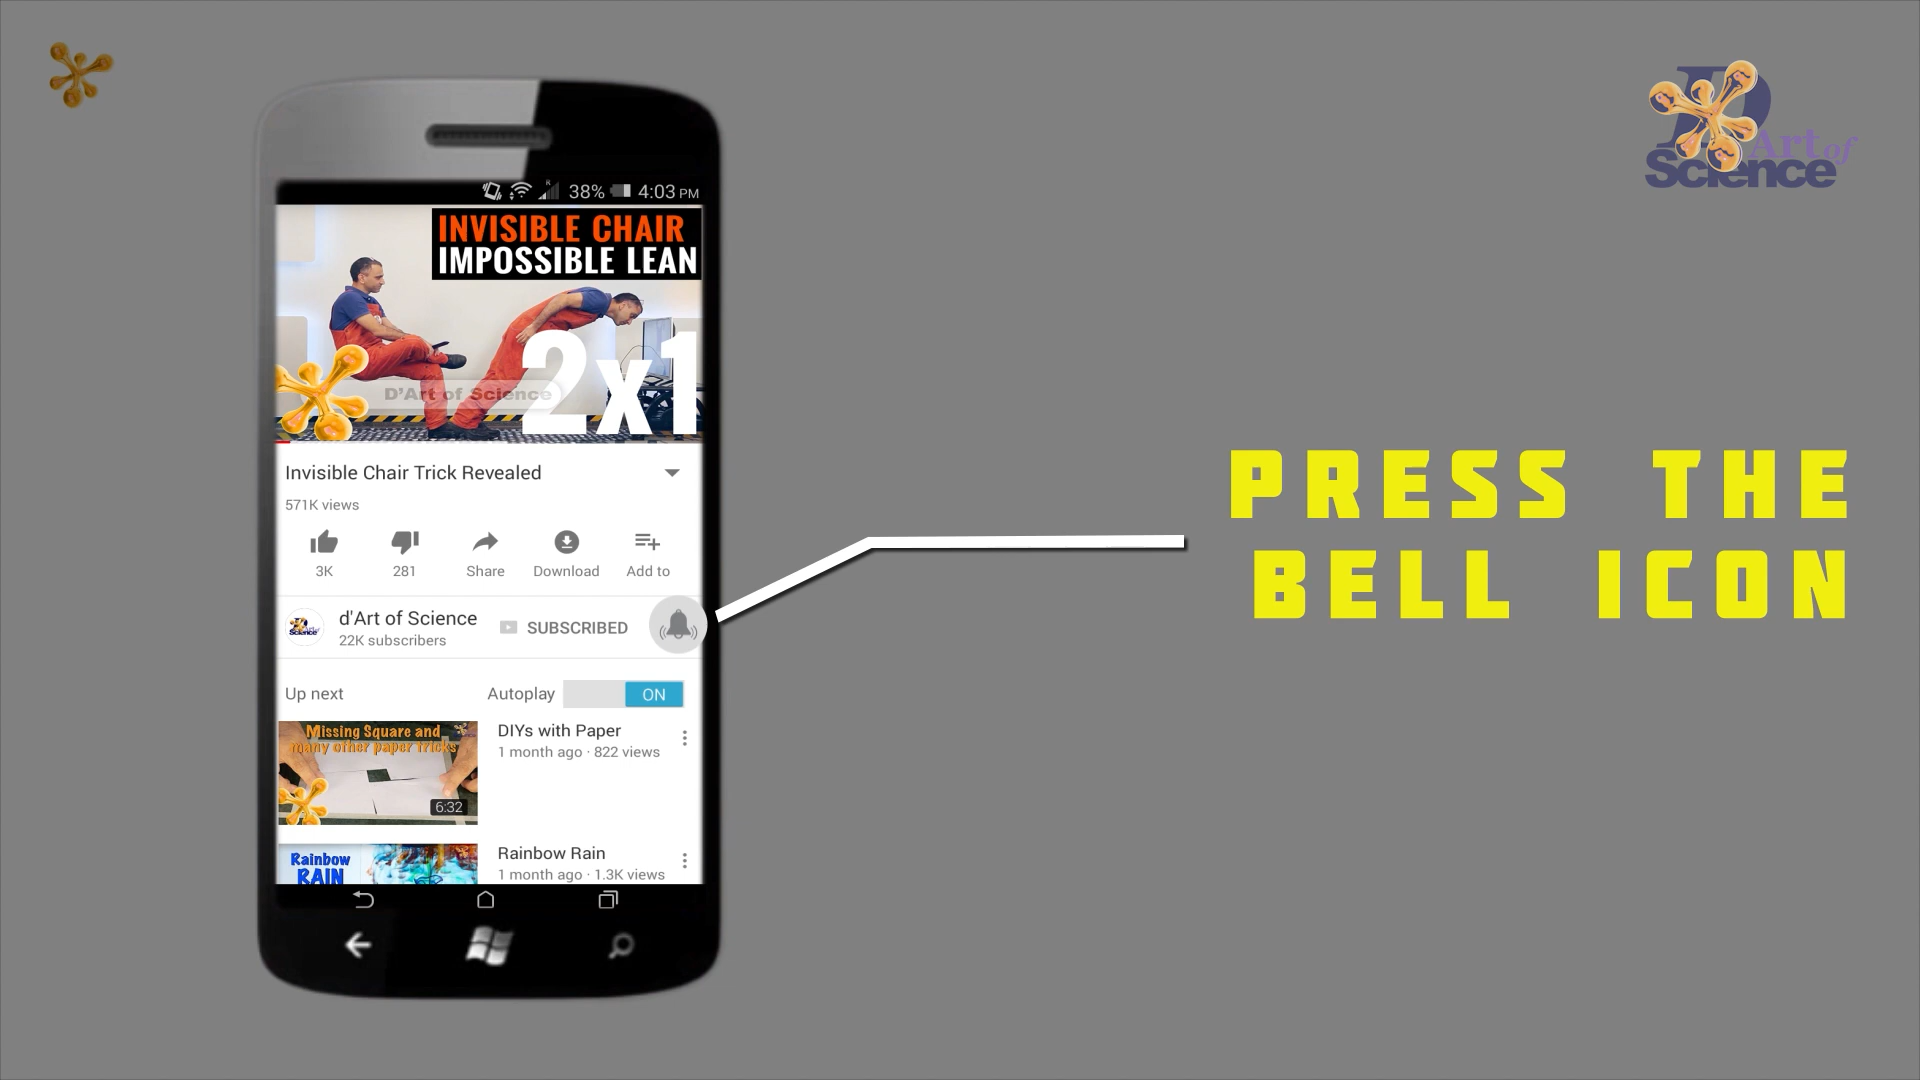 D
Art of
Science
R
38% 4:03 PM
INVISIBLE CHAIR
IMPOSSIBLE LEAN
2x1
D'Art of Science
Invisible Chair Trick Revealed
571K views
3K 281 Share Download Add to
d'Art of Science
22K subscribers
SUBSCRIBED
Up next Autoplay ON
Missing Square and
many other paper tricks
6:32
DIYs with Paper
1 month ago · 822 views
Rainbow
RAIN
Rainbow Rain
1 month ago · 1.3K views
PRESS THE
BELL ICON